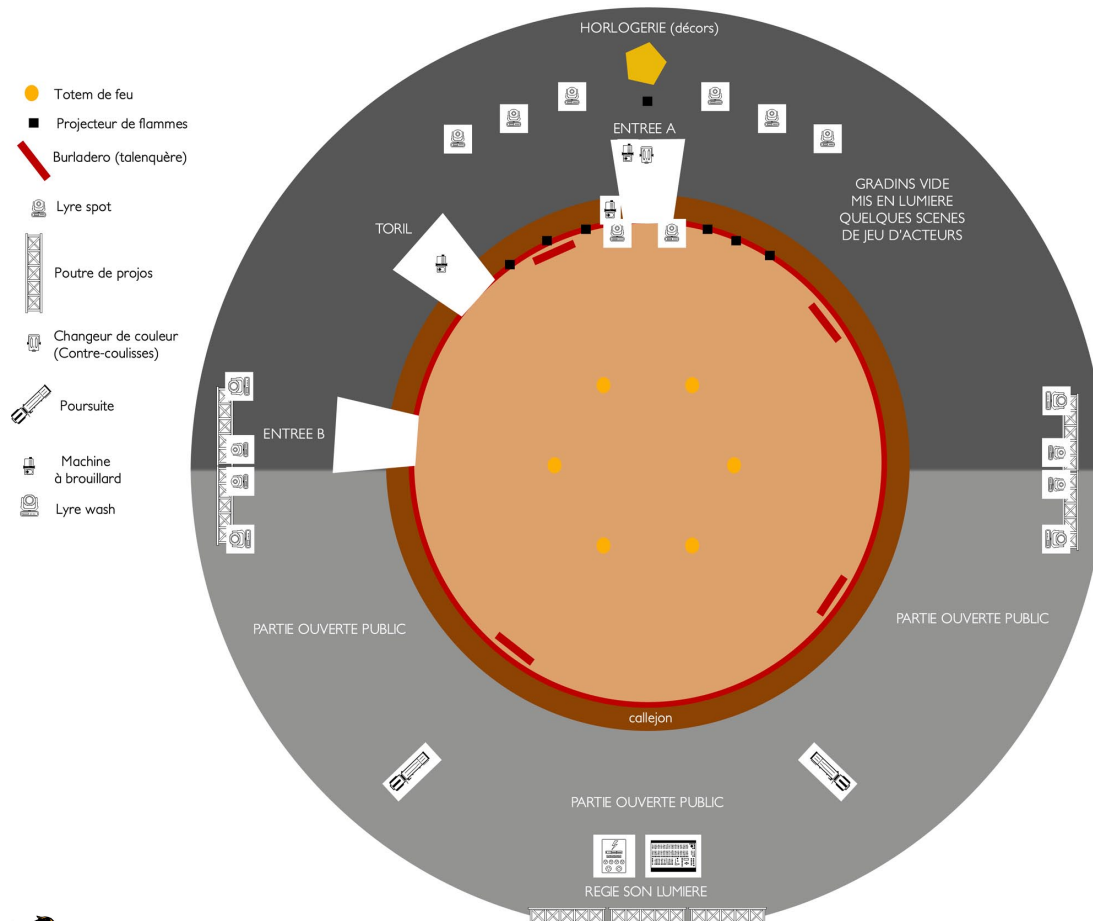 HORLOGERIE (décors)
Totem de feu
Projecteur de flammes
Burladero (talenquère)
Lyre spot
Poutre de projos
Changeur de couleur
(Contre-coulisses)
Poursuite
Machine
à brouillard
Lyre wash
ENTREE A
GRADINS VIDE
MIS EN LUMIERE
QUELQUES SCENES
DE JEU D'ACTEURS
TORIL
ENTREE B
PARTIE OUVERTE PUBLIC
PARTIE OUVERTE PUBLIC
callejon
PARTIE OUVERTE PUBLIC
REGIE SON LUMIERE